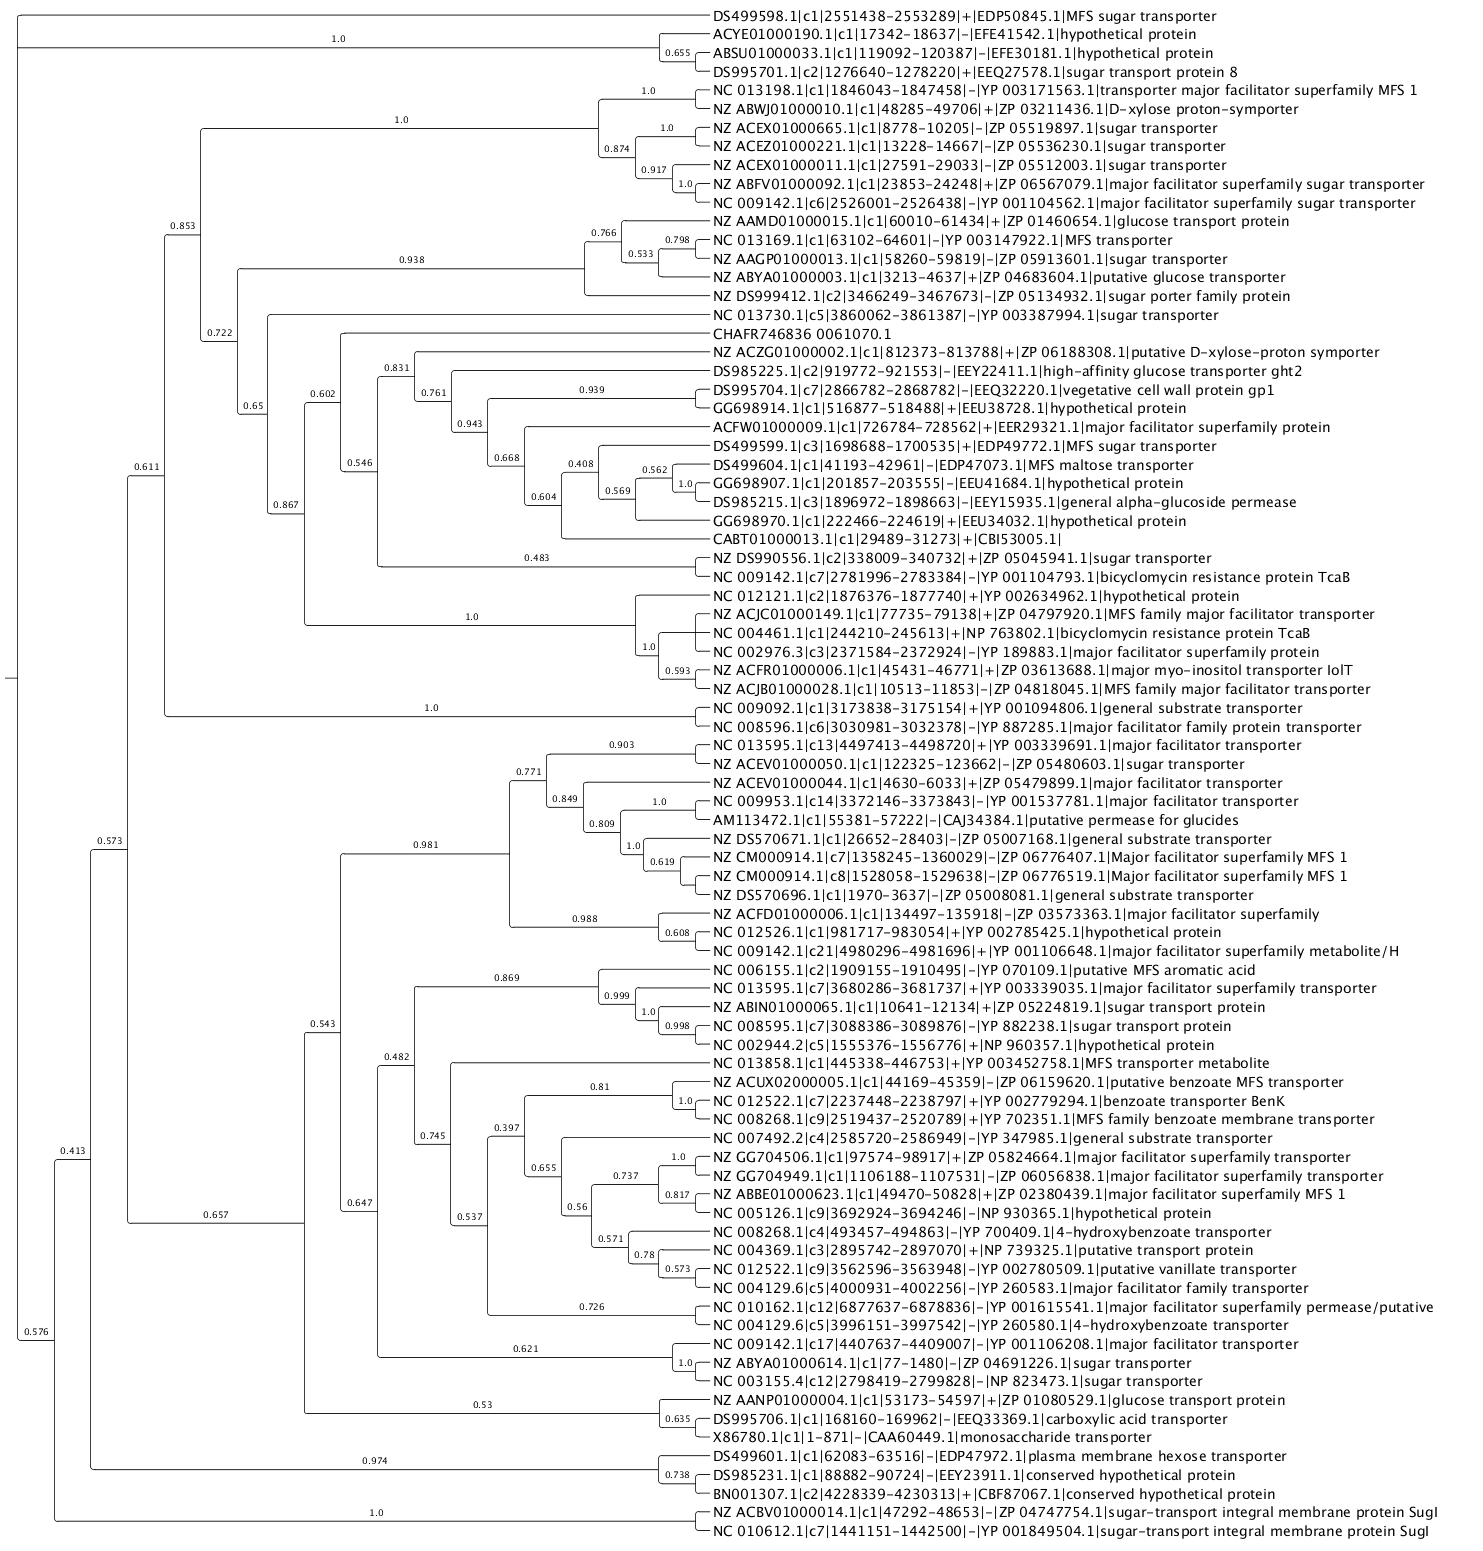 DS499598.1|c1|2551438-2553289|+|EDP50845.1|MFS sugar transporter
ACYE01000190.1|c1|17342-18637|-|EFE41542.1|hypothetical protein
1.0
0.655
ABSU01000033.1|c1|119092-120387|-|EFE30181.1|hypothetical protein
DS995701.1|c2|1276640-1278220|+|EEQ27578.1|sugar transport protein 8
1.0
NC 013198.1|c1|1846043-1847458|-|YP 003171563.1|transporter major facilitator superfamily MFS 1
NZ ABWJ01000010.1|c1|48285-49706|+|ZP 03211436.1|D-xylose proton-symporter
1.0
1.0
NZ ACEX01000665.1|c1|8778-10205|-|ZP 05519897.1|sugar transporter
0.874
NZ ACEZ01000221.1|c1|13228-14667|-|ZP 05536230.1|sugar transporter
0.917
NZ ACEX01000011.1|c1|27591-29033|-|ZP 05512003.1|sugar transporter
1.0
NZ ABFV01000092.1|c1|23853-24248|+|ZP 06567079.1|major facilitator superfamily sugar transporter
NC 009142.1|c6|2526001-2526438|-|YP 001104562.1|major facilitator superfamily sugar transporter
0.853
NZ AAMD01000015.1|c1|60010-61434|+|ZP 01460654.1|glucose transport protein
0.766
0.798
NC 013169.1|c1|63102-64601|-|YP 003147922.1|MFS transporter
0.938
0.533
NZ AAGP01000013.1|c1|58260-59819|-|ZP 05913601.1|sugar transporter
NZ ABYA01000003.1|c1|3213-4637|+|ZP 04683604.1|putative glucose transporter
NZ DS999412.1|c2|3466249-3467673|-|ZP 05134932.1|sugar porter family protein
0.722
NC 013730.1|c5|3860062-3861387|-|YP 003387994.1|sugar transporter
CHAFR746836 0061070.1
NZ ACZG01000002.1|c1|812373-813788|+|ZP 06188308.1|putative D-xylose-proton symporter
0.831
DS985225.1|c2|919772-921553|-|EEY22411.1|high-affinity glucose transporter ght2
0.602
0.761
0.939
DS995704.1|c7|2866782-2868782|-|EEQ32220.1|vegetative cell wall protein gp1
0.65
GG698914.1|c1|516877-518488|+|EEU38728.1|hypothetical protein
0.943
ACFW01000009.1|c1|726784-728562|+|EER29321.1|major facilitator superfamily protein
DS499599.1|c3|1698688-1700535|+|EDP49772.1|MFS sugar transporter
0.611
0.546
0.668
0.408
0.562
DS499604.1|c1|41193-42961|-|EDP47073.1|MFS maltose transporter
1.0
GG698907.1|c1|201857-203555|-|EEU41684.1|hypothetical protein
0.867
0.604
0.569
DS985215.1|c3|1896972-1898663|-|EEY15935.1|general alpha-glucoside permease
GG698970.1|c1|222466-224619|+|EEU34032.1|hypothetical protein
CABT01000013.1|c1|29489-31273|+|CBI53005.1|
0.483
NZ DS990556.1|c2|338009-340732|+|ZP 05045941.1|sugar transporter
NC 009142.1|c7|2781996-2783384|-|YP 001104793.1|bicyclomycin resistance protein TcaB
NC 012121.1|c2|1876376-1877740|+|YP 002634962.1|hypothetical protein
1.0
NZ ACJC01000149.1|c1|77735-79138|+|ZP 04797920.1|MFS family major facilitator transporter
NC 004461.1|c1|244210-245613|+|NP 763802.1|bicyclomycin resistance protein TcaB
1.0
NC 002976.3|c3|2371584-2372924|-|YP 189883.1|major facilitator superfamily protein
0.593
NZ ACFR01000006.1|c1|45431-46771|+|ZP 03613688.1|major myo-inositol transporter IolT
NZ ACJB01000028.1|c1|10513-11853|-|ZP 04818045.1|MFS family major facilitator transporter
1.0
NC 009092.1|c1|3173838-3175154|+|YP 001094806.1|general substrate transporter
NC 008596.1|c6|3030981-3032378|-|YP 887285.1|major facilitator family protein transporter
0.903
NC 013595.1|c13|4497413-4498720|+|YP 003339691.1|major facilitator transporter
0.771
NZ ACEV01000050.1|c1|122325-123662|-|ZP 05480603.1|sugar transporter
NZ ACEV01000044.1|c1|4630-6033|+|ZP 05479899.1|major facilitator transporter
0.849
1.0
NC 009953.1|c14|3372146-3373843|-|YP 001537781.1|major facilitator transporter
0.809
AM113472.1|c1|55381-57222|-|CAJ34384.1|putative permease for glucides
0.573
0.981
1.0
NZ DS570671.1|c1|26652-28403|-|ZP 05007168.1|general substrate transporter
0.619
NZ CM000914.1|c7|1358245-1360029|-|ZP 06776407.1|Major facilitator superfamily MFS 1
NZ CM000914.1|c8|1528058-1529638|-|ZP 06776519.1|Major facilitator superfamily MFS 1
NZ DS570696.1|c1|1970-3637|-|ZP 05008081.1|general substrate transporter
0.988
NZ ACFD01000006.1|c1|134497-135918|-|ZP 03573363.1|major facilitator superfamily
0.608
NC 012526.1|c1|981717-983054|+|YP 002785425.1|hypothetical protein
NC 009142.1|c21|4980296-4981696|+|YP 001106648.1|major facilitator superfamily metabolite/H
NC 006155.1|c2|1909155-1910495|-|YP 070109.1|putative MFS aromatic acid
0.869
NC 013595.1|c7|3680286-3681737|+|YP 003339035.1|major facilitator superfamily transporter
0.999
NZ ABIN01000065.1|c1|10641-12134|+|ZP 05224819.1|sugar transport protein
0.543
1.0
0.998
NC 008595.1|c7|3088386-3089876|-|YP 882238.1|sugar transport protein
NC 002944.2|c5|1555376-1556776|+|NP 960357.1|hypothetical protein
0.482
NC 013858.1|c1|445338-446753|+|YP 003452758.1|MFS transporter metabolite
0.81
NZ ACUX02000005.1|c1|44169-45359|-|ZP 06159620.1|putative benzoate MFS transporter
1.0
NC 012522.1|c7|2237448-2238797|+|YP 002779294.1|benzoate transporter BenK
NC 008268.1|c9|2519437-2520789|+|YP 702351.1|MFS family benzoate membrane transporter
0.745
0.397
NC 007492.2|c4|2585720-2586949|-|YP 347985.1|general substrate transporter
0.413
1.0
NZ GG704506.1|c1|97574-98917|+|ZP 05824664.1|major facilitator superfamily transporter
0.655
0.737
NZ GG704949.1|c1|1106188-1107531|-|ZP 06056838.1|major facilitator superfamily transporter
0.817
NZ ABBE01000623.1|c1|49470-50828|+|ZP 02380439.1|major facilitator superfamily MFS 1
0.647
0.56
NC 005126.1|c9|3692924-3694246|-|NP 930365.1|hypothetical protein
0.657
0.537
NC 008268.1|c4|493457-494863|-|YP 700409.1|4-hydroxybenzoate transporter
0.571
0.78
NC 004369.1|c3|2895742-2897070|+|NP 739325.1|putative transport protein
0.573
NC 012522.1|c9|3562596-3563948|-|YP 002780509.1|putative vanillate transporter
NC 004129.6|c5|4000931-4002256|-|YP 260583.1|major facilitator family transporter
0.726
NC 010162.1|c12|6877637-6878836|-|YP 001615541.1|major facilitator superfamily permease/putative
NC 004129.6|c5|3996151-3997542|-|YP 260580.1|4-hydroxybenzoate transporter
0.576
0.621
NC 009142.1|c17|4407637-4409007|-|YP 001106208.1|major facilitator transporter
1.0
NZ ABYA01000614.1|c1|77-1480|-|ZP 04691226.1|sugar transporter
NC 003155.4|c12|2798419-2799828|-|NP 823473.1|sugar transporter
0.53
NZ AANP01000004.1|c1|53173-54597|+|ZP 01080529.1|glucose transport protein
0.635
DS995706.1|c1|168160-169962|-|EEQ33369.1|carboxylic acid transporter
X86780.1|c1|1-871|-|CAA60449.1|monosaccharide transporter
0.974
DS499601.1|c1|62083-63516|-|EDP47972.1|plasma membrane hexose transporter
0.738
DS985231.1|c1|88882-90724|-|EEY23911.1|conserved hypothetical protein
BN001307.1|c2|4228339-4230313|+|CBF87067.1|conserved hypothetical protein
1.0
NZ ACBV01000014.1|c1|47292-48653|-|ZP 04747754.1|sugar-transport integral membrane protein SugI
NC 010612.1|c7|1441151-1442500|-|YP 001849504.1|sugar-transport integral membrane protein SugI